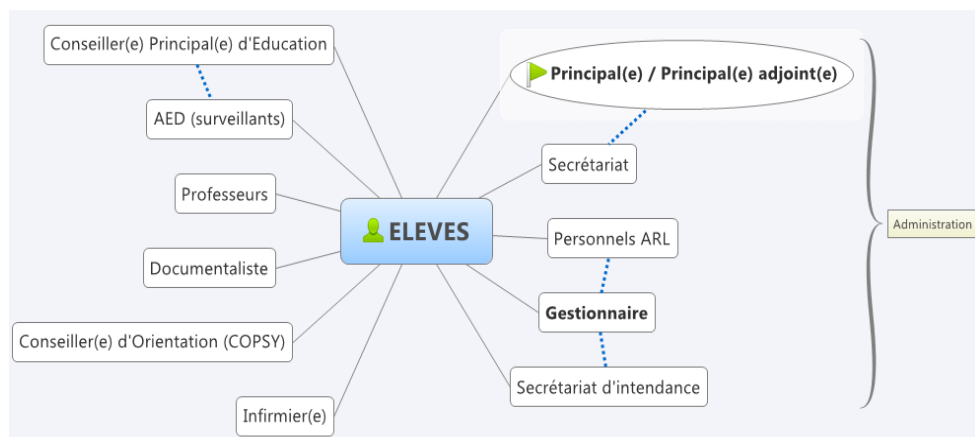 Conseiller(e) Principal(e) d'Education
AED (surveillants)
Professeurs
Documentaliste
Conseiller(e) d'Orientation (COPSY)
Infirmier(e)
ELEVES
Principal(e) / Principal(e) adjoint(e)
Secrétariat
Personnels ARL
Gestionnaire
Secrétariat d'intendance
Administration